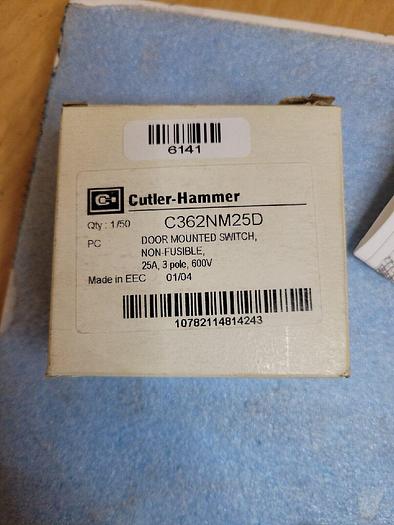 6141
Cutler-Hammer
Qty : 1/50 C362NM25D
PC DOOR MOUNTED SWITCH,
NON-FUSIBLE,
25A, 3 pole, 600V
Made in EEC 01/04
10782114814243